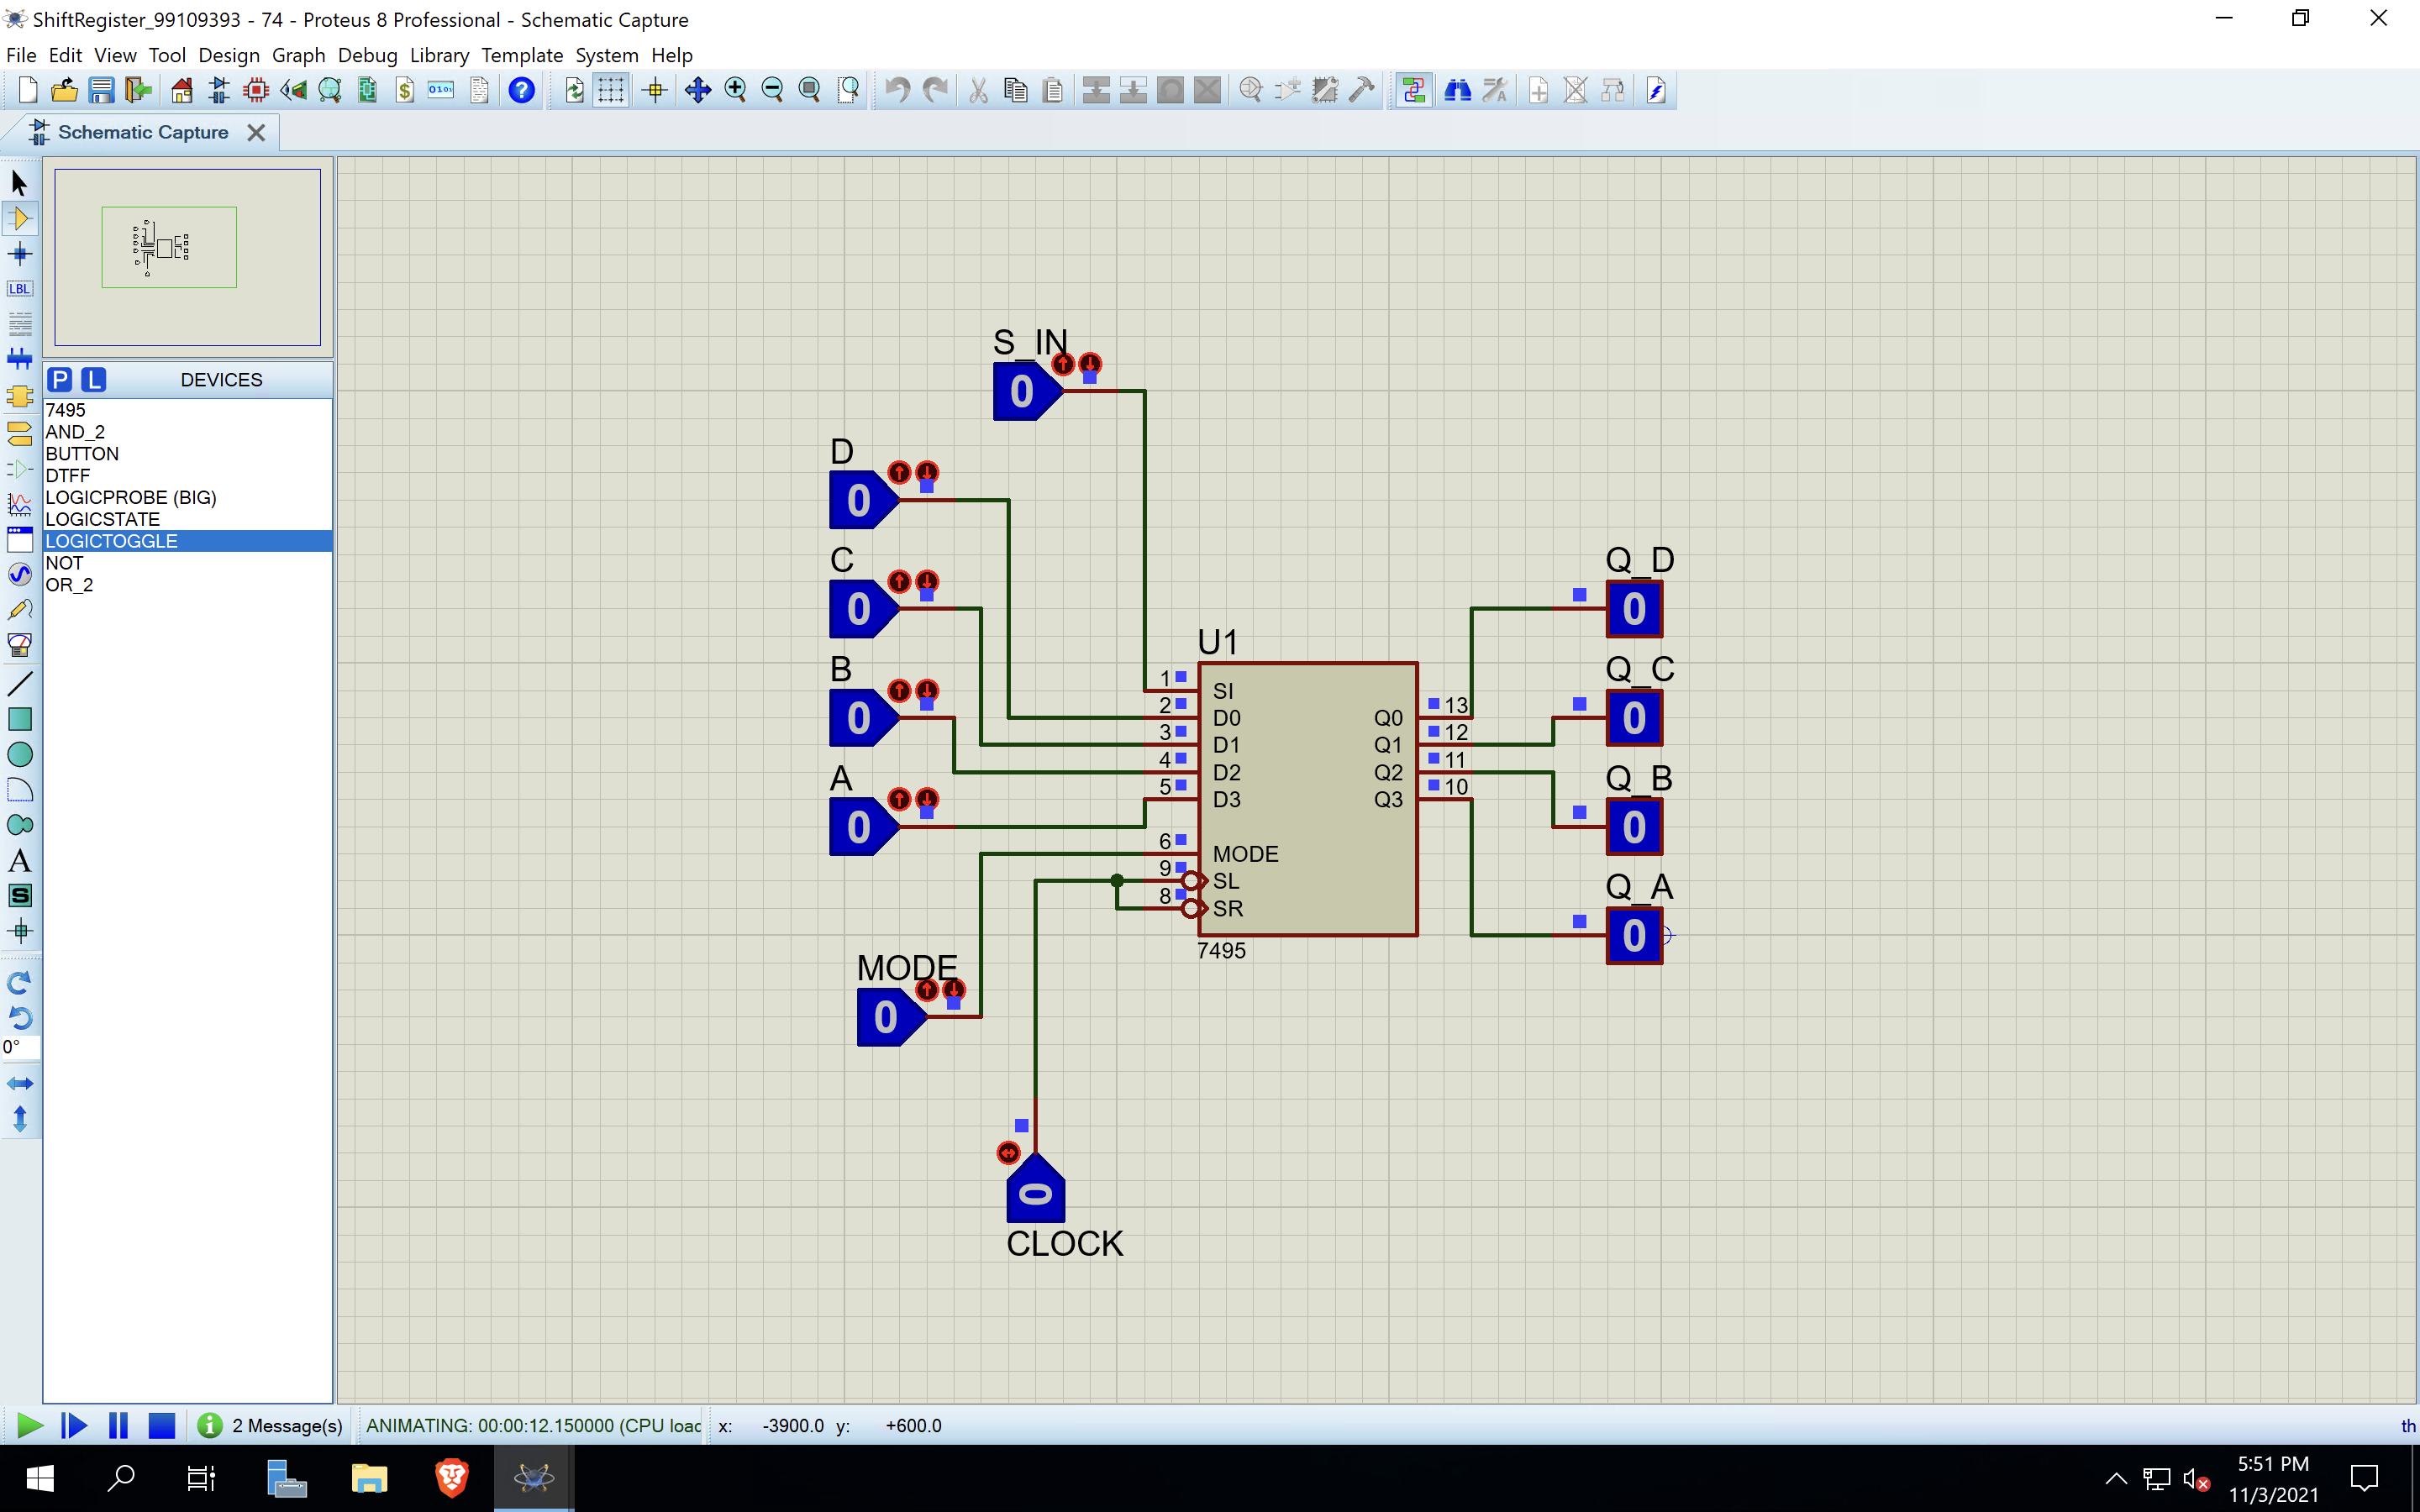 ShiftRegister_99109393 - 74 - Proteus 8 Professional - Schematic Capture
File Edit View Tool Design Graph Debug Library Template System Help
Schematic Capture
LBL
P L DEVICES
7495
AND_2
BUTTON
DTFF
LOGICPROBE (BIG)
LOGICSTATE
LOGICTOGGLE
NOT
OR_2
A
S
0°
S_IN
0
D
0
C
0
B
0
A
0
MODE
0
CLOCK
0
U1
1 SI
2 D0
3 D1
4 D2
5 D3
6 MODE
9 SL
8 SR
Q0 13
Q1 12
Q2 11
Q3 10
7495
Q_D
0
Q_C
0
Q_B
0
Q_A
0
2 Message(s) ANIMATING: 00:00:12.150000 (CPU loac x: -3900.0 y: +600.0 th
5:51 PM
11/3/2021